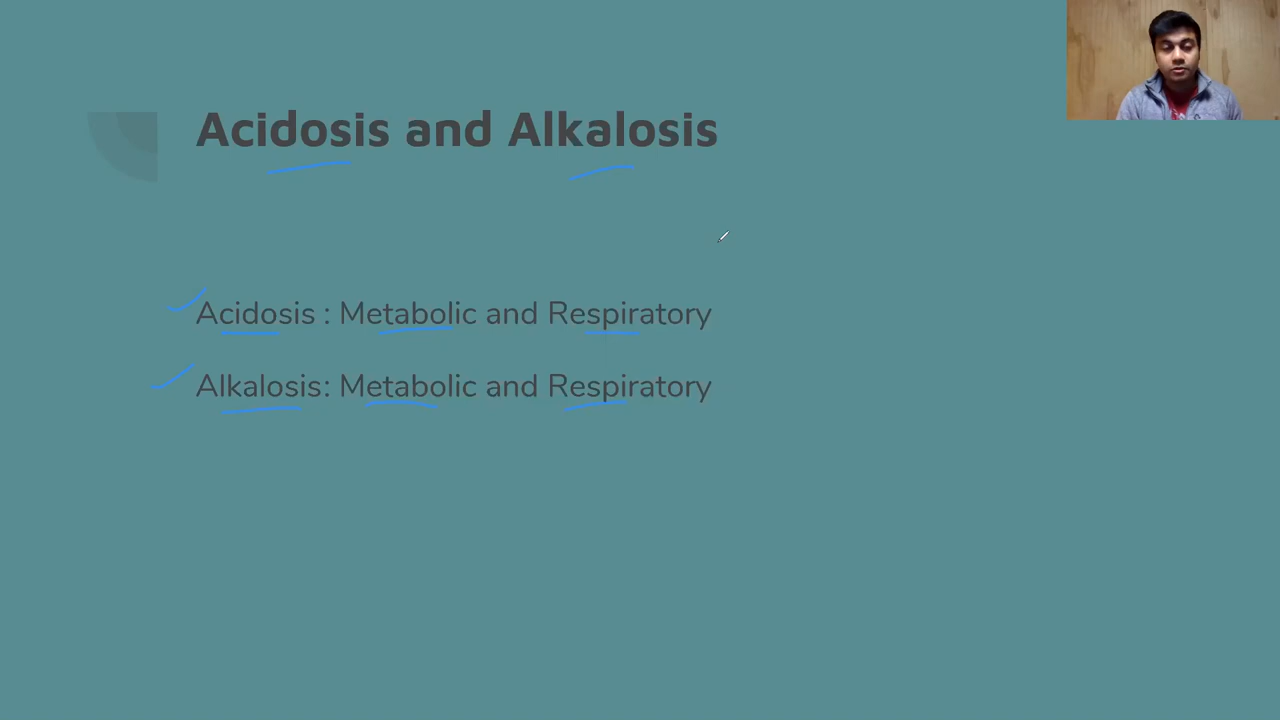 Acidosis and Alkalosis
Acidosis : Metabolic and Respiratory
Alkalosis: Metabolic and Respiratory